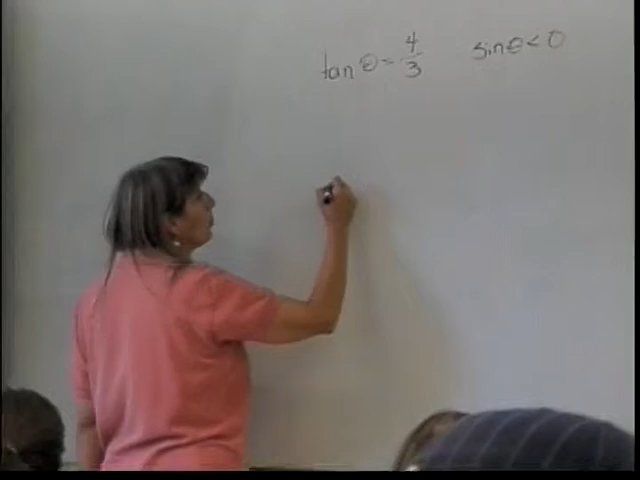 tan θ = 4/3 sin θ < 0